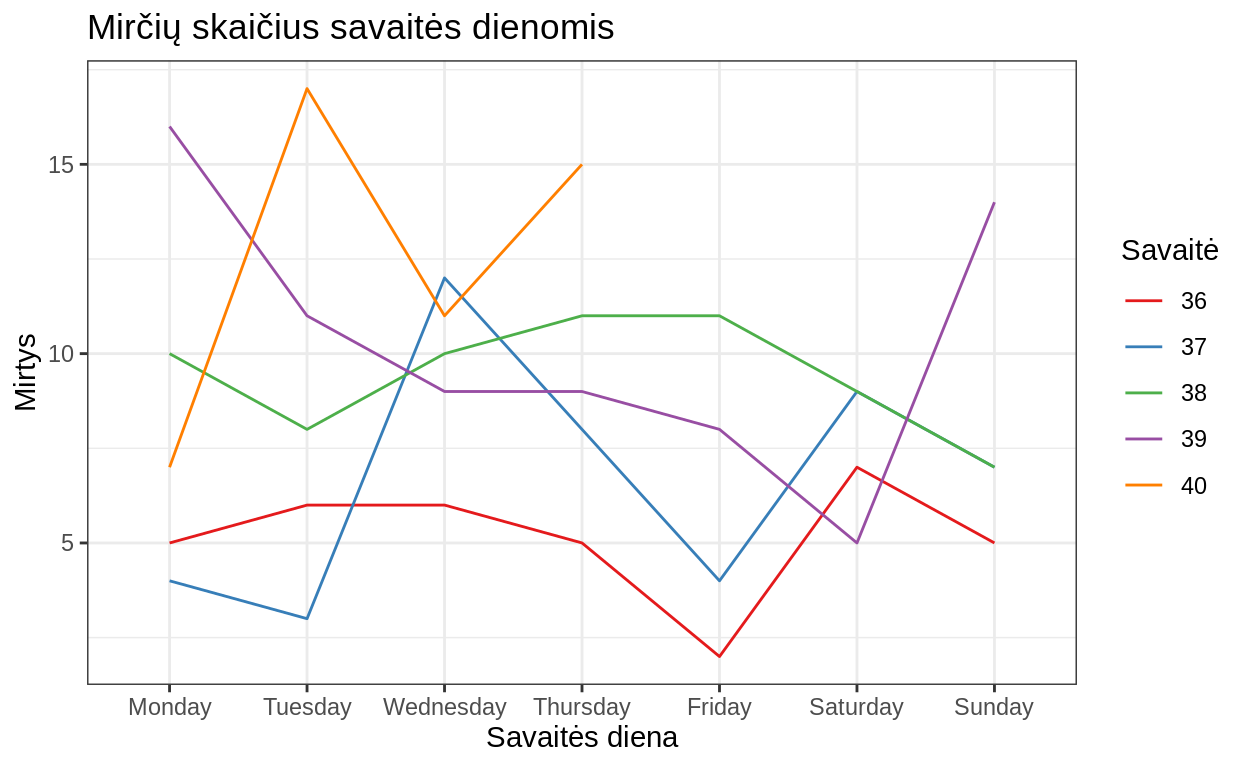 Mirčių skaičius savaitės dienomis
Mirtys
15
10
5
Monday Tuesday Wednesday Thursday Friday Saturday Sunday
Savaitės diena
Savaitė
36
37
38
39
40